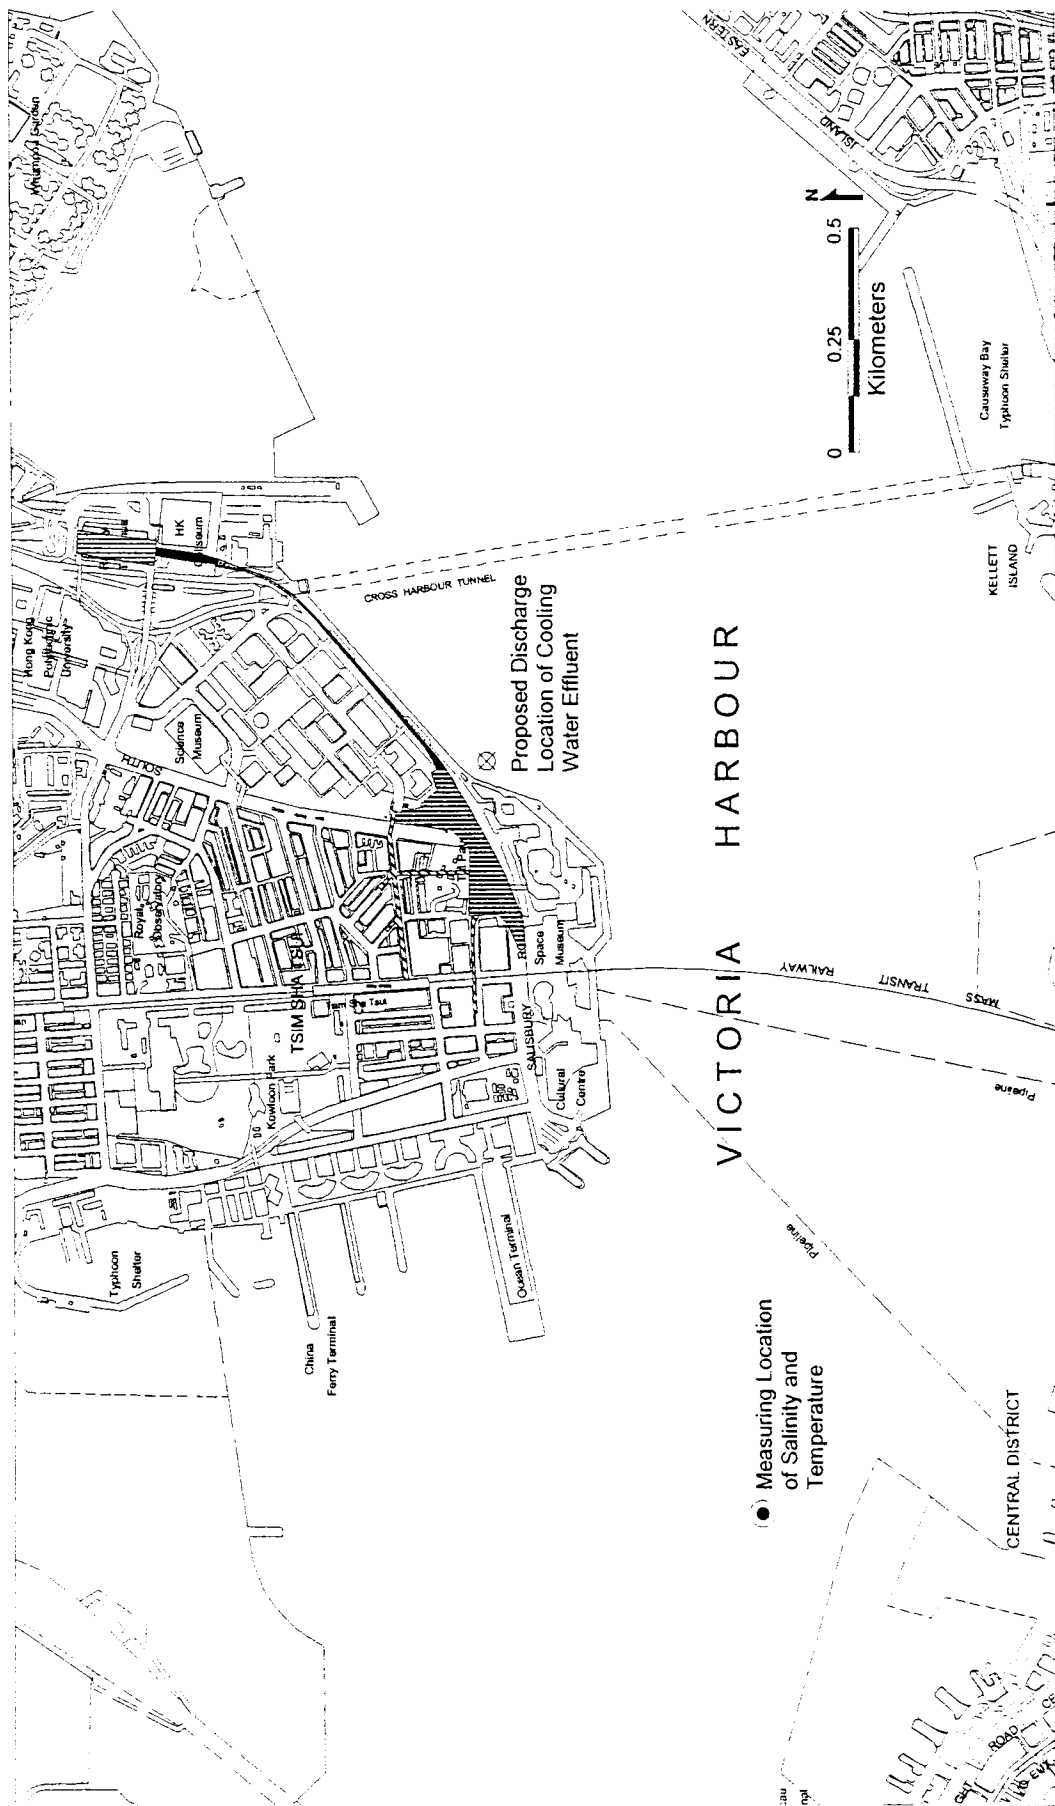 Whampoa Garden
EASTERN
ISLAND
Hong Kong
Polytechnic
University
HK
Coliseum
SOUTH
Science
Museum
Royal
Observatory
TSIM SHA TSUI
Tsim Sha Tsui
Kowloon Park
SALISBURY
Space
Museum
Cultural
Centre
Typhoon
Shelter
China
Ferry Terminal
Ocean Terminal
CROSS HARBOUR TUNNEL
Proposed Discharge
Location of Cooling
Water Effluent
VICTORIA HARBOUR
MASS TRANSIT RAILWAY
Pipeline
Pipeline
Measuring Location
of Salinity and
Temperature
N
0 0.25 0.5
Kilometers
Causeway Bay
Typhoon Shelter
KELLETT
ISLAND
CENTRAL DISTRICT
ROAD